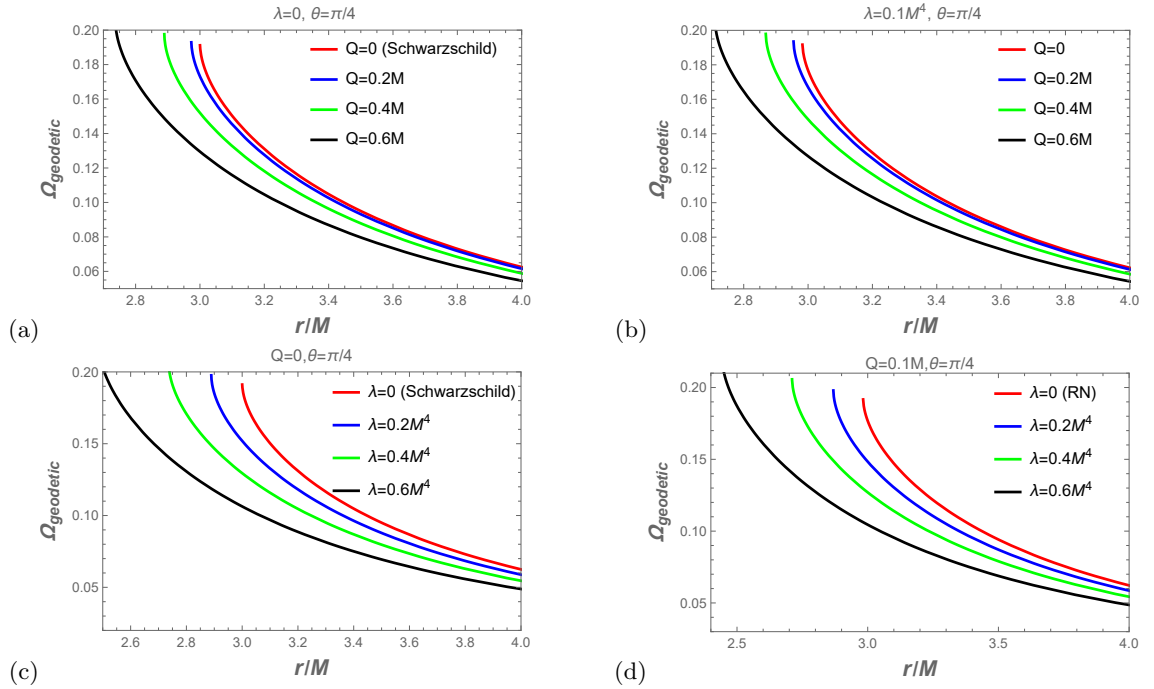 λ=0, θ=π/4
Ω_geodetic
0.20
0.18
0.16
0.14
0.12
0.10
0.08
0.06
Q=0 (Schwarzschild)
Q=0.2M
Q=0.4M
Q=0.6M
2.8 3.0 3.2 3.4 3.6 3.8 4.0
r/M
(a)
λ=0.1M⁴, θ=π/4
Ω_geodetic
0.20
0.18
0.16
0.14
0.12
0.10
0.08
0.06
Q=0
Q=0.2M
Q=0.4M
Q=0.6M
2.8 3.0 3.2 3.4 3.6 3.8 4.0
r/M
(b)
Q=0,θ=π/4
Ω_geodetic
0.20
0.15
0.10
0.05
λ=0 (Schwarzschild)
λ=0.2M⁴
λ=0.4M⁴
λ=0.6M⁴
2.6 2.8 3.0 3.2 3.4 3.6 3.8 4.0
r/M
(c)
Q=0.1M,θ=π/4
Ω_geodetic
0.20
0.15
0.10
0.05
λ=0 (RN)
λ=0.2M⁴
λ=0.4M⁴
λ=0.6M⁴
2.5 3.0 3.5 4.0
r/M
(d)